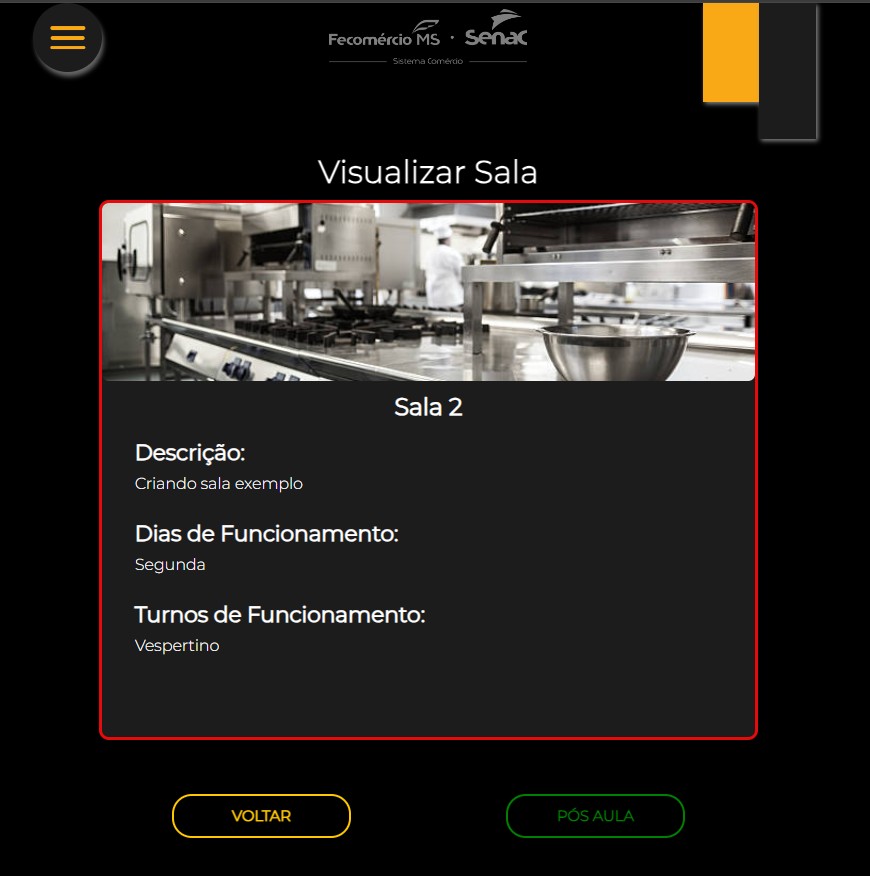 Fecomércio MS · Senac
Sistema Comércio
Visualizar Sala
Sala 2
Descrição:
Criando sala exemplo
Dias de Funcionamento:
Segunda
Turnos de Funcionamento:
Vespertino
VOLTAR
PÓS AULA